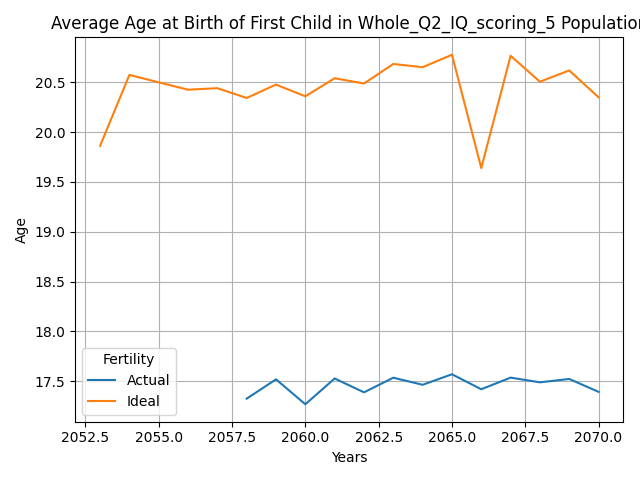 Average Age at Birth of First Child in Whole_Q2_IQ_scoring_5 Population
Age
20.5
20.0
19.5
19.0
18.5
18.0
17.5
Fertility
Actual
Ideal
2052.5 2055.0 2057.5 2060.0 2062.5 2065.0 2067.5 2070.0
Years